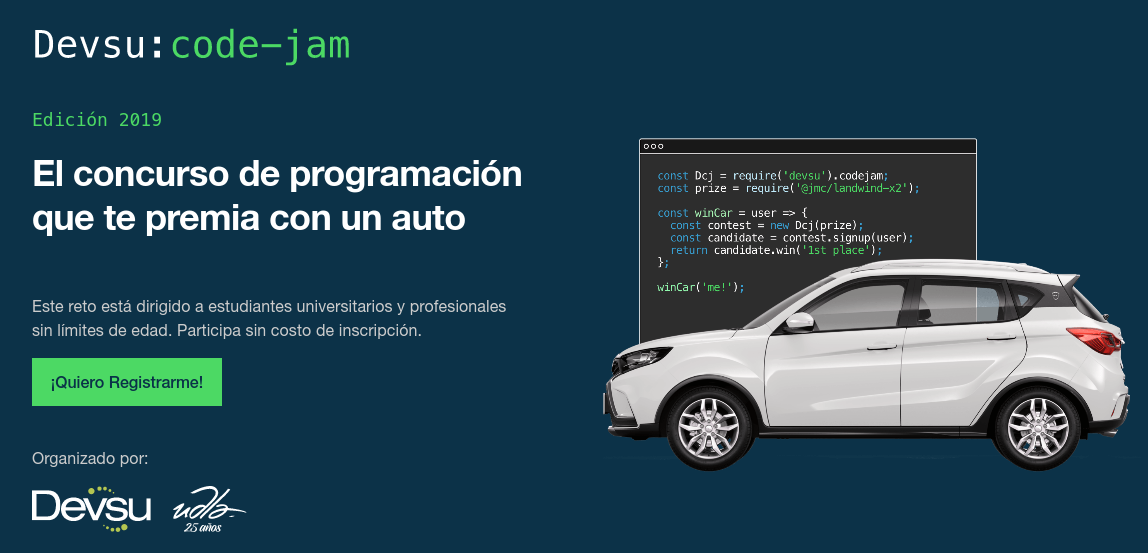 Devsu:code-jam
Edición 2019
El concurso de programación
que te premia con un auto
Este reto está dirigido a estudiantes universitarios y profesionales
sin límites de edad. Participa sin costo de inscripción.
¡Quiero Registrarme!
Organizado por:
Devsu udla
25 años
const Dcj = require('devsu').codejam;
const prize = require('@jmc/landwind-x2');
const winCar = user => {
const contest = new Dcj(prize);
const candidate = contest.signup(user);
return candidate.win('1st place');
};
winCar('me!');